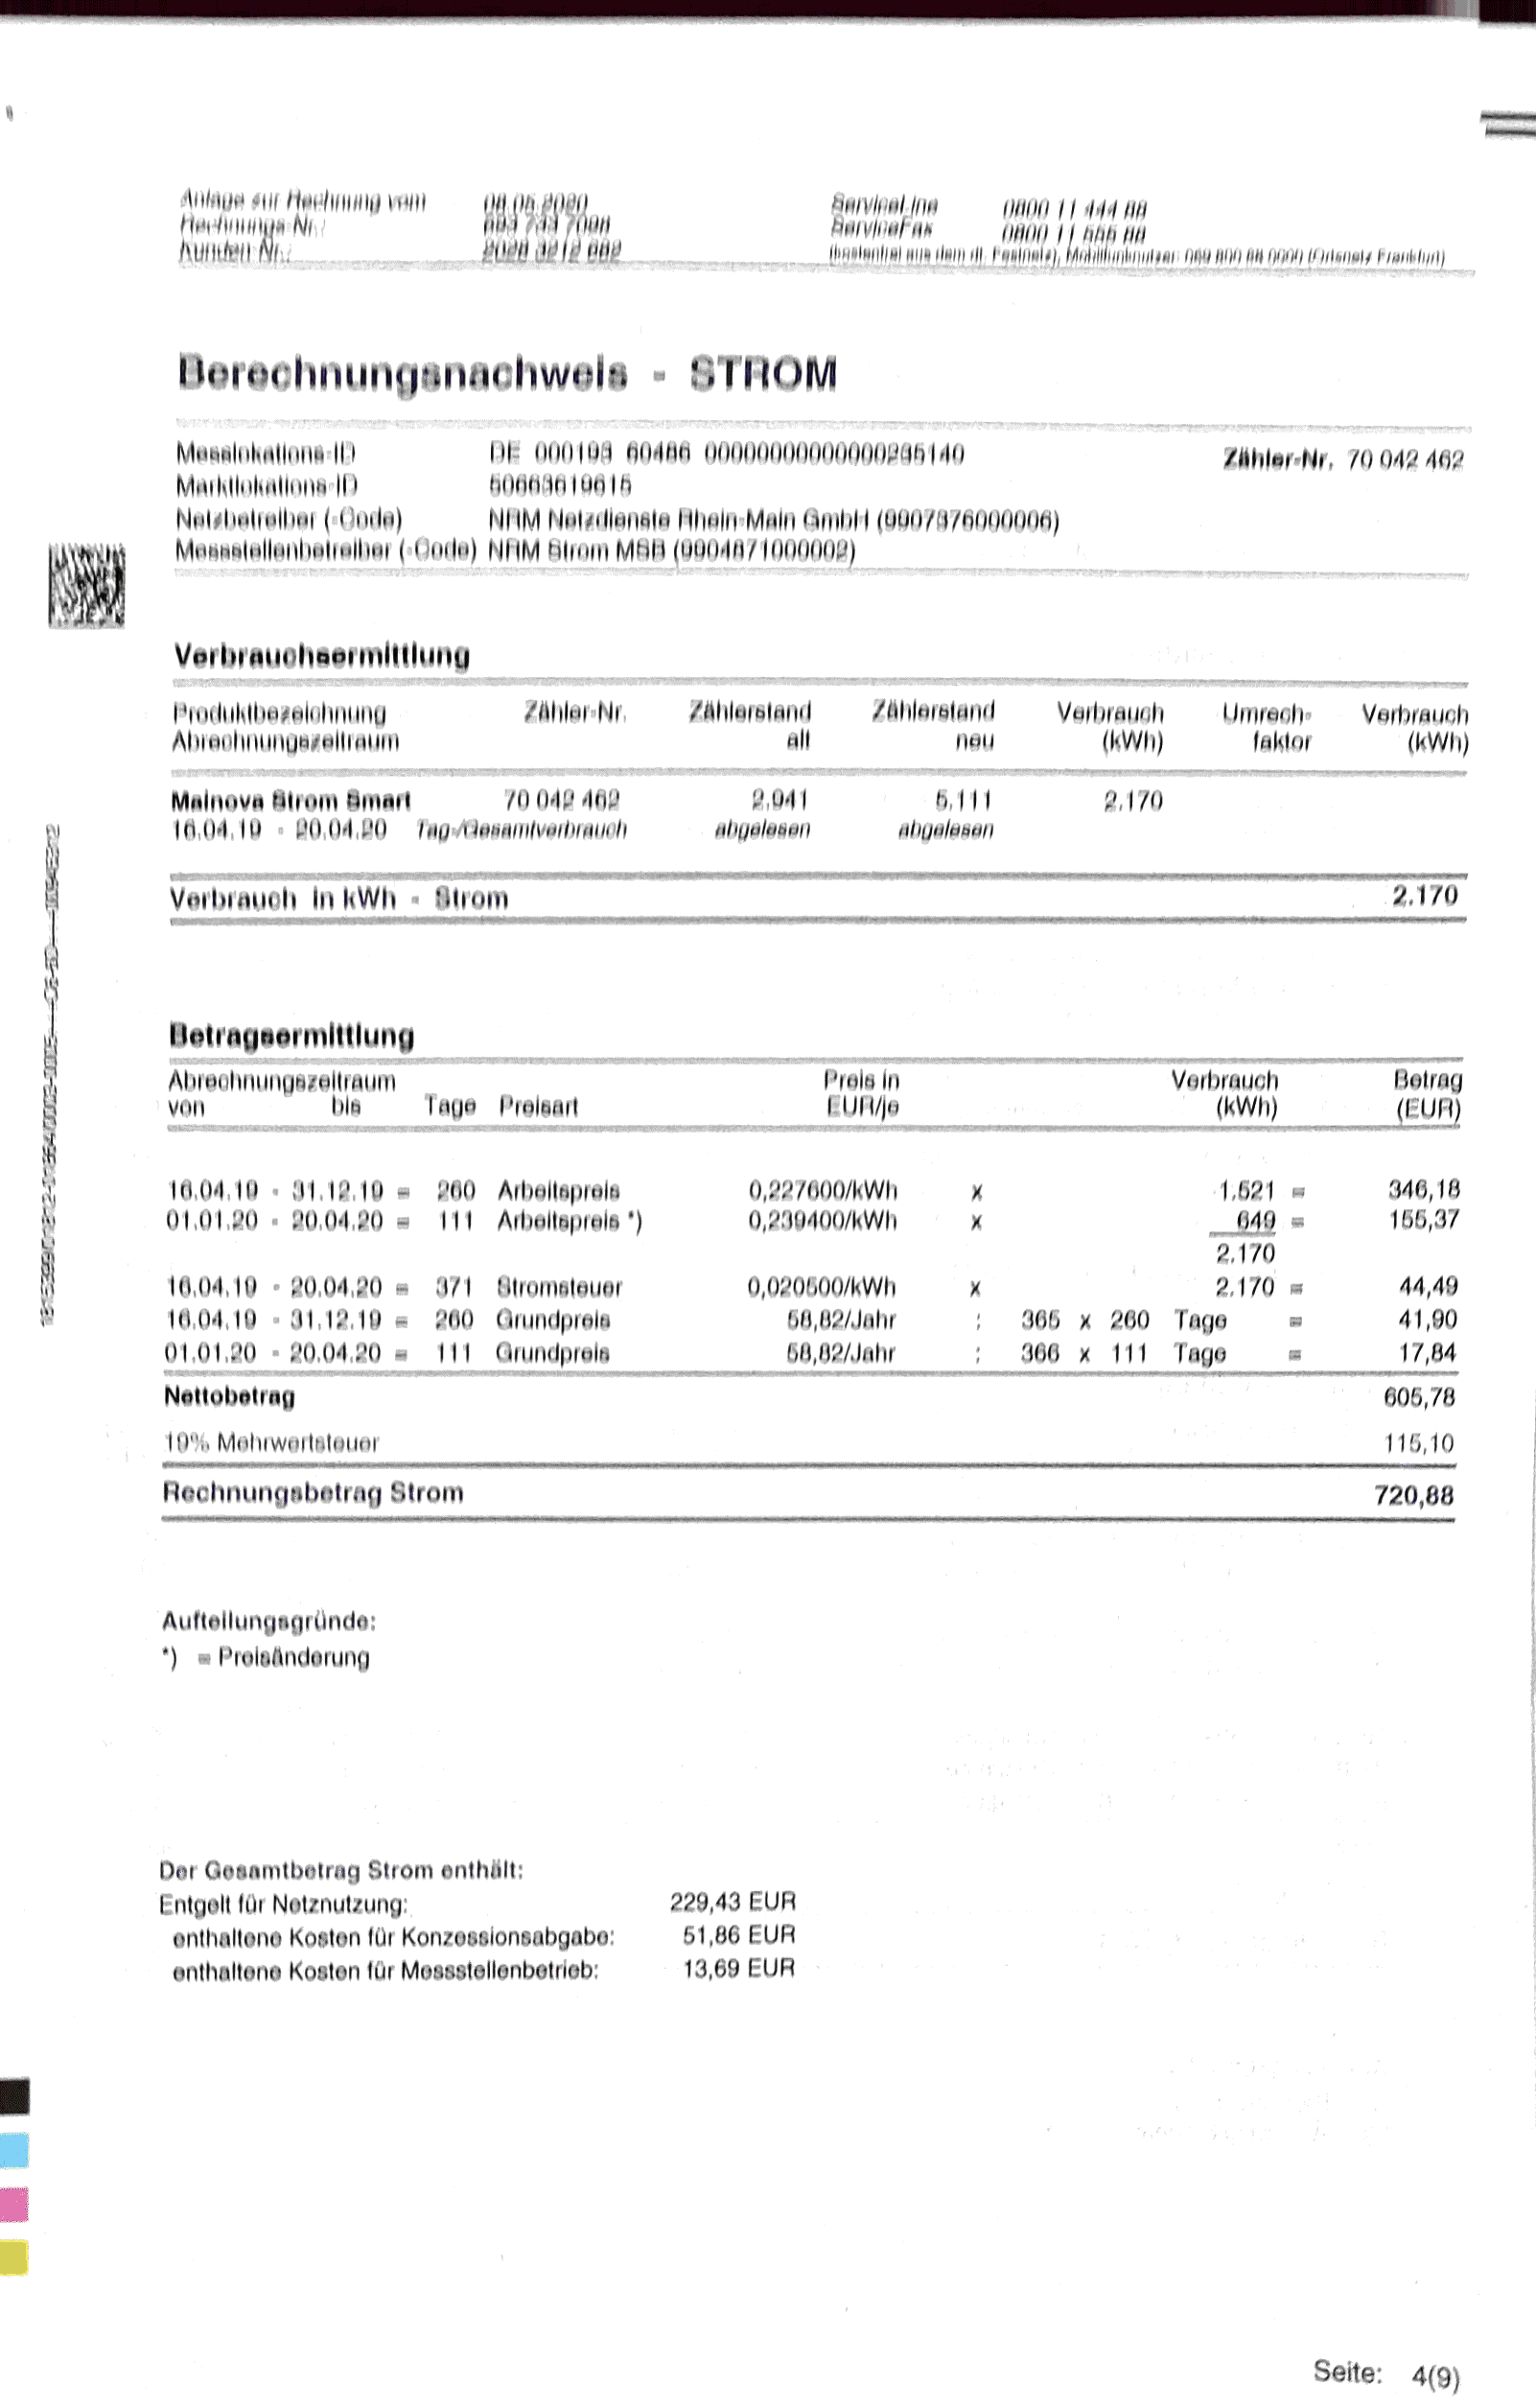 Anlage zur Rechnung vom 08.05.2020 ServiceLine 0800 11 444 88
Rechnungs-Nr.: ServiceFax 0800 11 555 88
Kunden-Nr.: (kostenfrei aus dem dt. Festnetz), Mobilfunknutzer: 069 800 88 0000 (Ortsnetz Frankfurt)
Berechnungsnachweis - STROM
Messlokations-ID DE 000193 60486 00000000000000235140 Zähler-Nr. 70 042 462
Marktlokations-ID 50663619615
Netzbetreiber (-Code) NRM Netzdienste Rhein-Main GmbH (9907376000006)
Messstellenbetreiber (-Code) NRM Strom MSB (9904871000002)
Verbrauchsermittlung
Produktbezeichnung Zähler-Nr. Zählerstand Zählerstand Verbrauch Umrech- Verbrauch
Abrechnungszeitraum alt neu (kWh) faktor (kWh)
Mainova Strom Smart 70 042 462 2.941 5.111 2.170
16.04.19 - 20.04.20 Tag-/Gesamtverbrauch abgelesen abgelesen
Verbrauch in kWh - Strom 2.170
Betragsermittlung
Abrechnungszeitraum Preis in Verbrauch Betrag
von bis Tage Preisart EUR/je (kWh) (EUR)
16.04.19 - 31.12.19 = 260 Arbeitspreis 0,227600/kWh x 1.521 = 346,18
01.01.20 - 20.04.20 = 111 Arbeitspreis *) 0,239400/kWh x 649 = 155,37
2.170
16.04.19 - 20.04.20 = 371 Stromsteuer 0,020500/kWh x 2.170 = 44,49
16.04.19 - 31.12.19 = 260 Grundpreis 58,82/Jahr : 365 x 260 Tage = 41,90
01.01.20 - 20.04.20 = 111 Grundpreis 58,82/Jahr : 366 x 111 Tage = 17,84
Nettobetrag 605,78
19% Mehrwertsteuer 115,10
Rechnungsbetrag Strom 720,88
Aufteilungsgründe:
*) = Preisänderung
Der Gesamtbetrag Strom enthält:
Entgelt für Netznutzung: 229,43 EUR
enthaltene Kosten für Konzessionsabgabe: 51,86 EUR
enthaltene Kosten für Messstellenbetrieb: 13,69 EUR
Seite: 4(9)